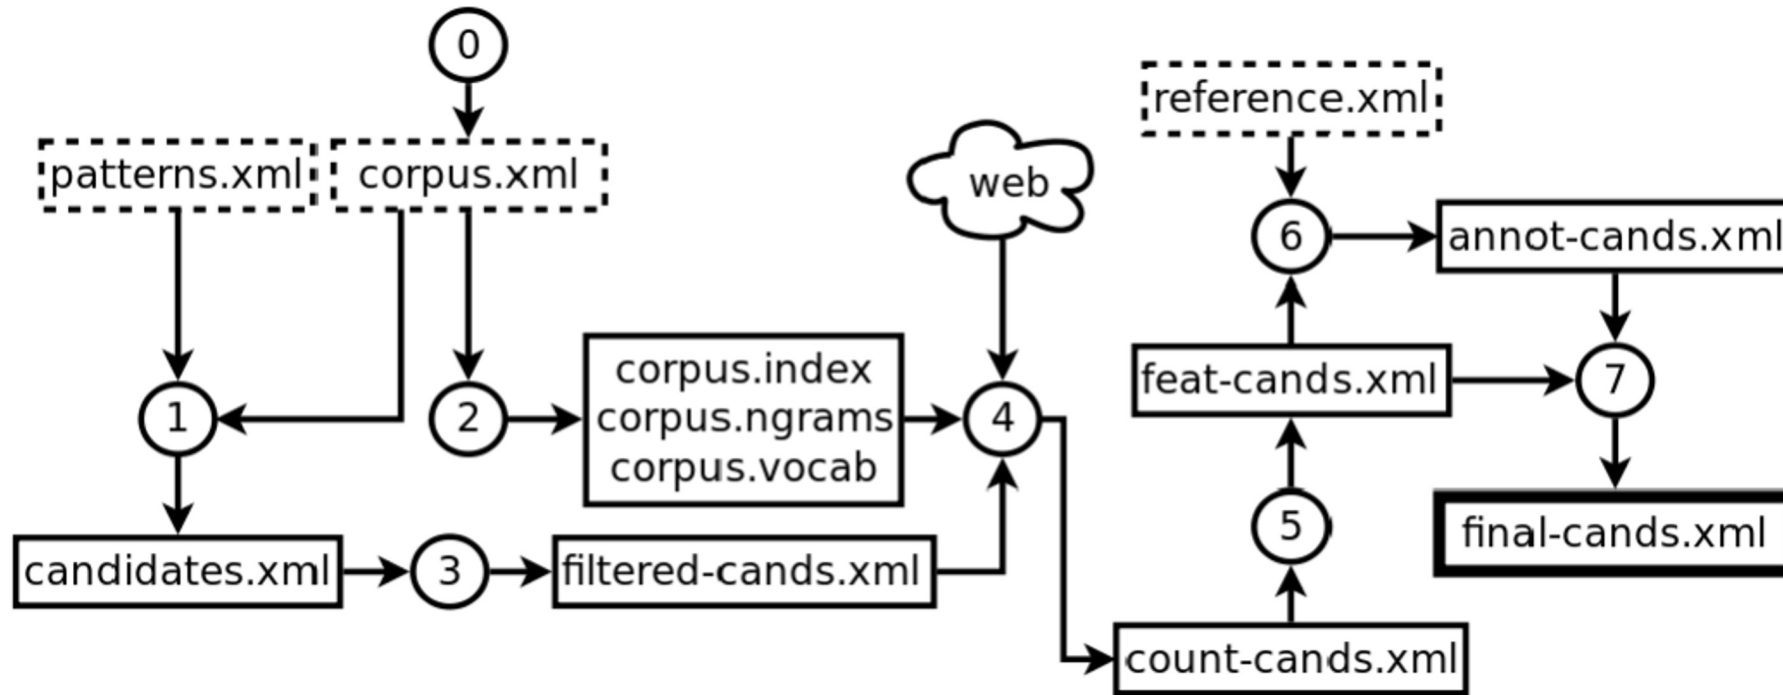 0
patterns.xml
corpus.xml
web
reference.xml
6
annot-cands.xml
1
2
corpus.index
corpus.ngrams
corpus.vocab
4
feat-cands.xml
7
candidates.xml
3
filtered-cands.xml
5
final-cands.xml
count-cands.xml